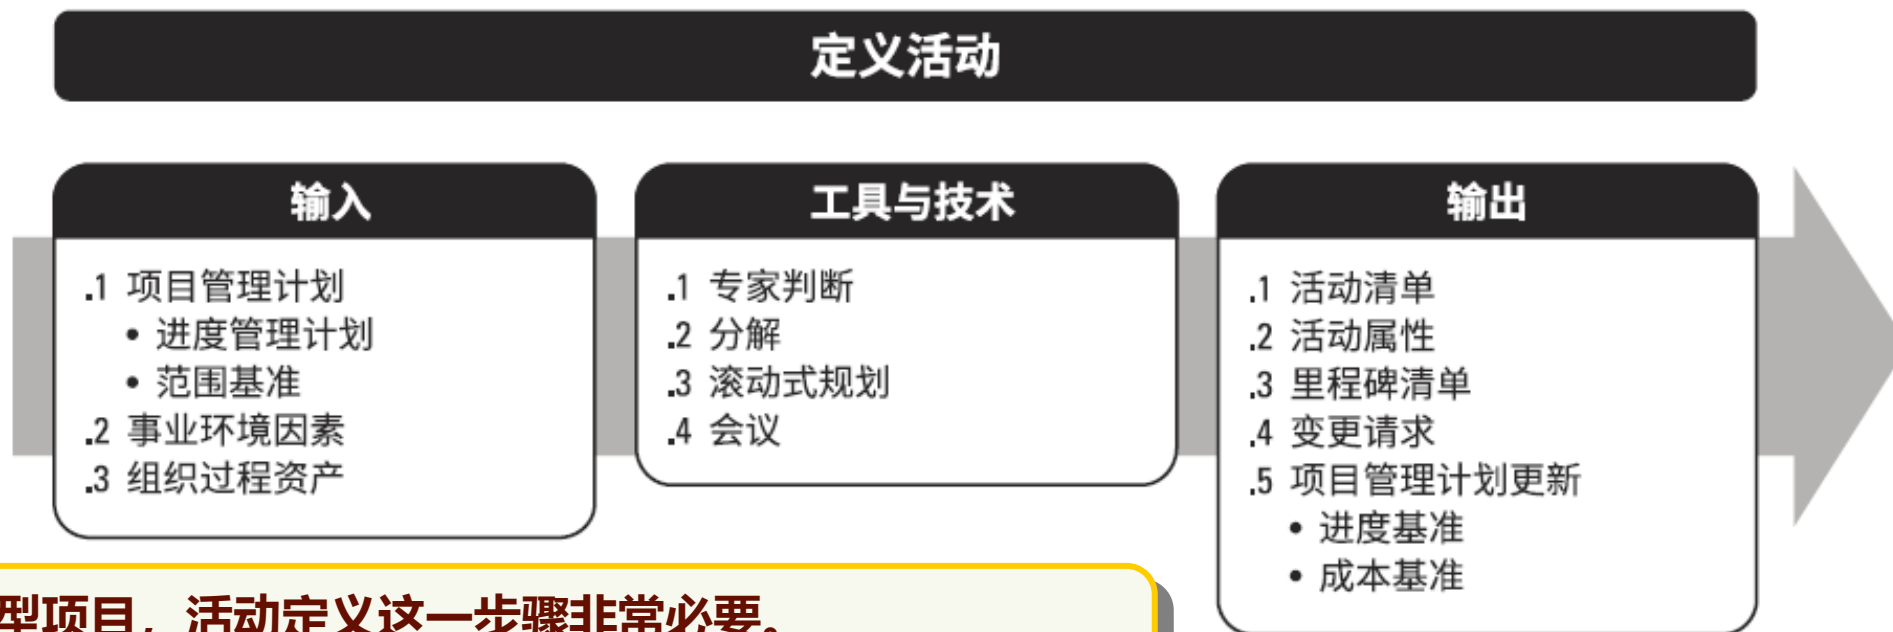 定义活动
输入
.1 项目管理计划
• 进度管理计划
• 范围基准
.2 事业环境因素
.3 组织过程资产
工具与技术
.1 专家判断
.2 分解
.3 滚动式规划
.4 会议
输出
.1 活动清单
.2 活动属性
.3 里程碑清单
.4 变更请求
.5 项目管理计划更新
• 进度基准
• 成本基准
型项目，活动定义这一步骤非常必要。